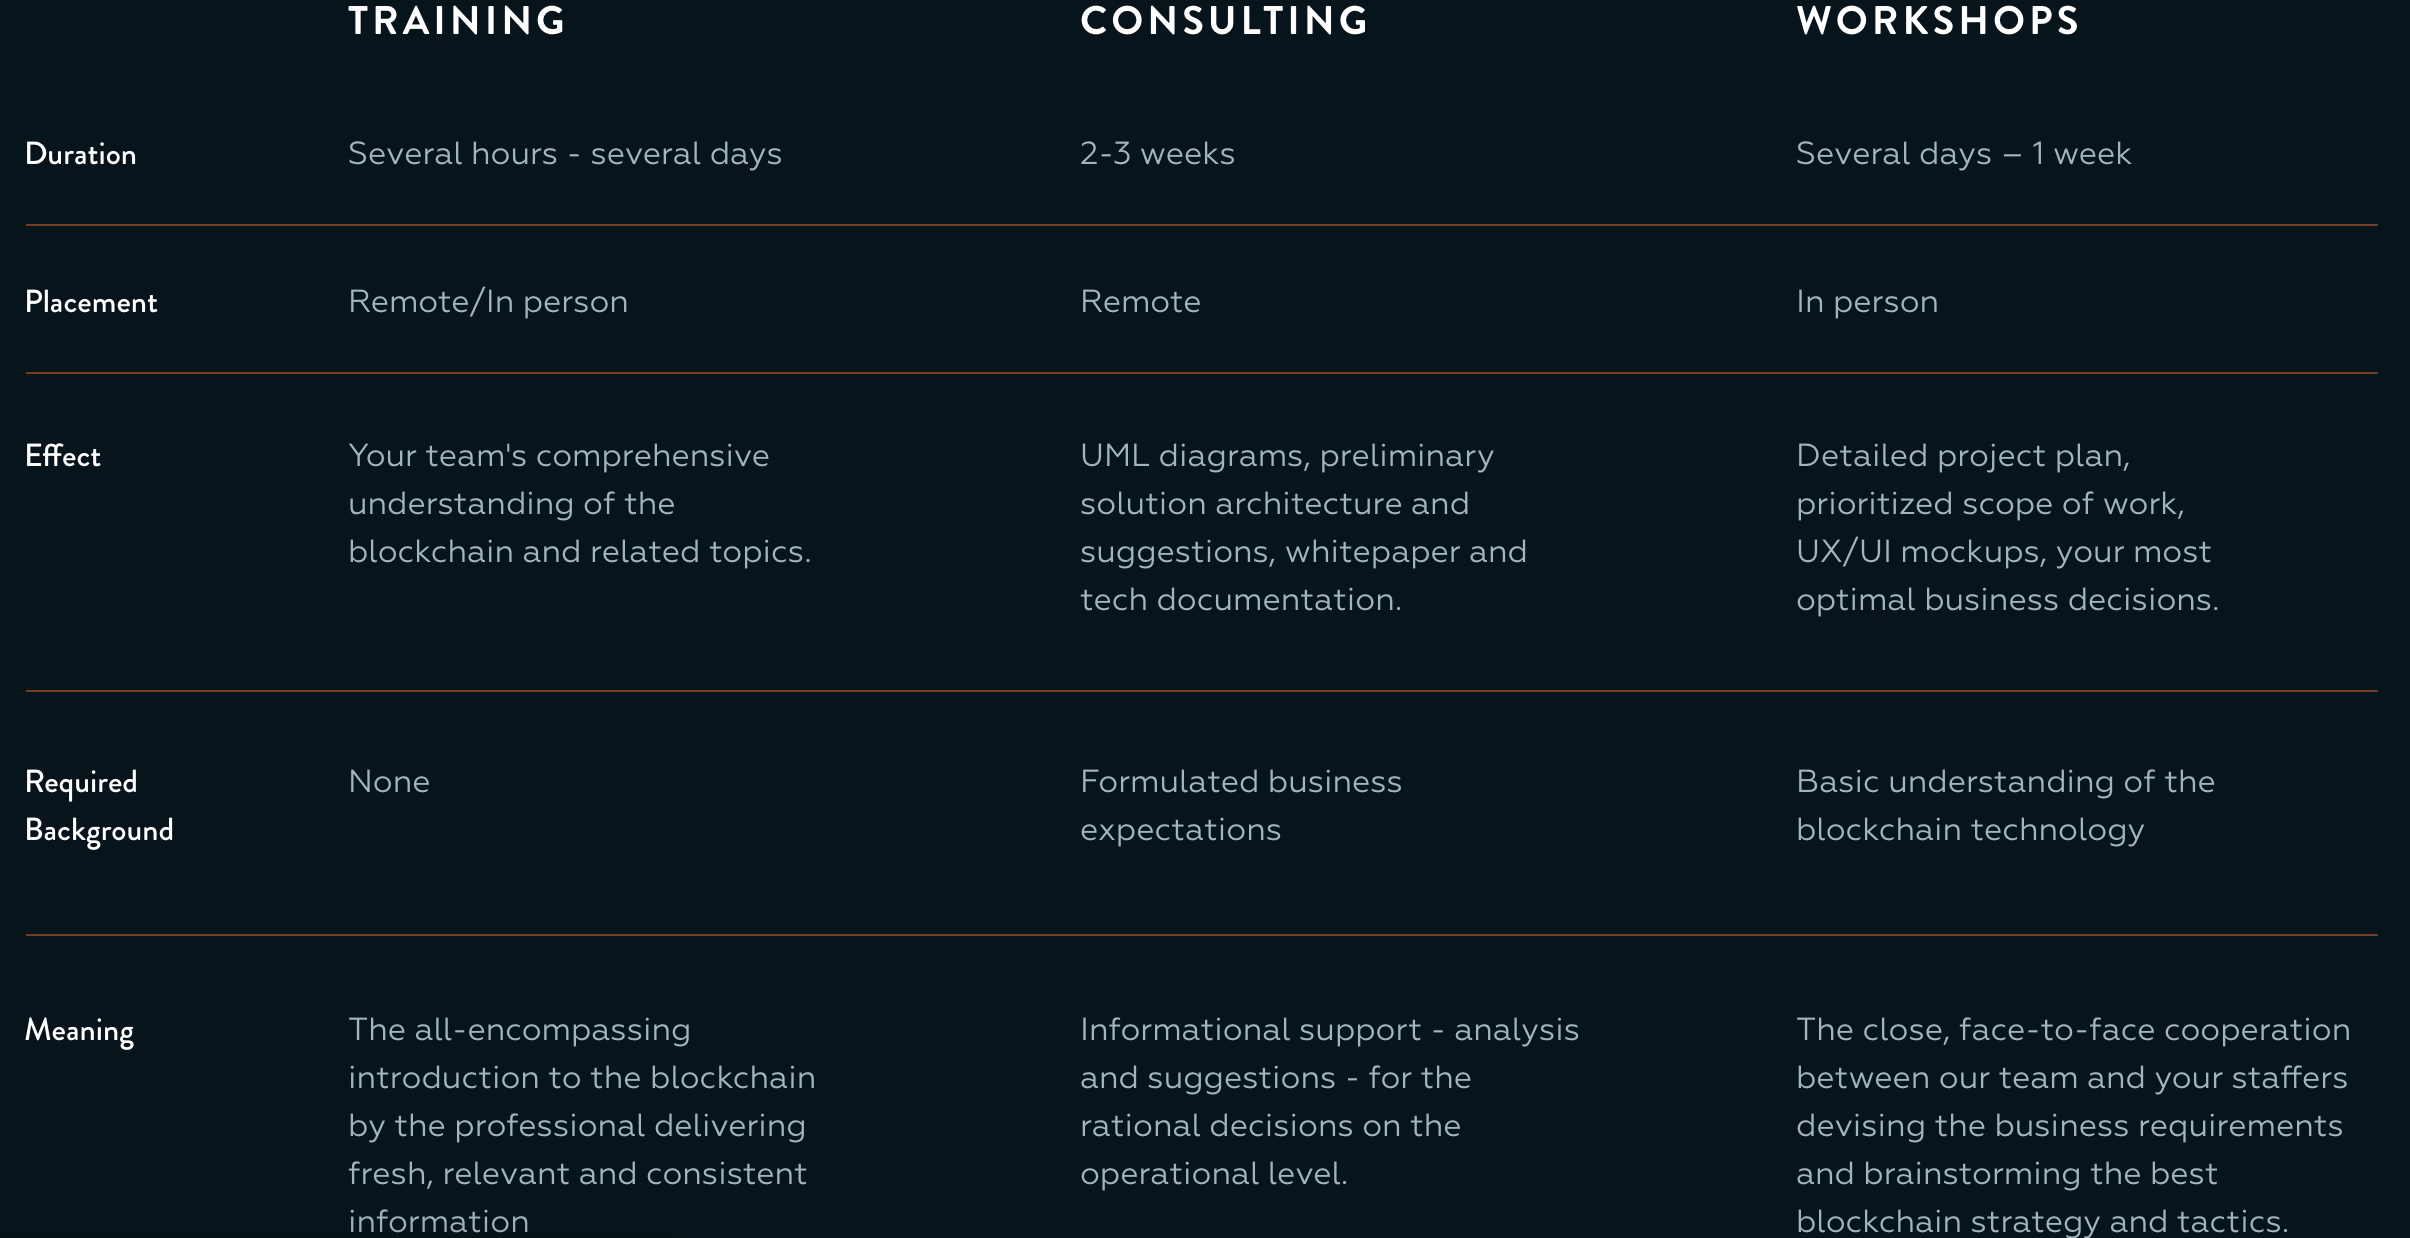 TRAINING CONSULTING WORKSHOPS
Duration Several hours - several days 2-3 weeks Several days – 1 week
Placement Remote/In person Remote In person
Effect Your team's comprehensive UML diagrams, preliminary Detailed project plan,
understanding of the solution architecture and prioritized scope of work,
blockchain and related topics. suggestions, whitepaper and UX/UI mockups, your most
tech documentation. optimal business decisions.
Required None Formulated business Basic understanding of the
Background expectations blockchain technology
Meaning The all-encompassing Informational support - analysis The close, face-to-face cooperation
introduction to the blockchain and suggestions - for the between our team and your staffers
by the professional delivering rational decisions on the devising the business requirements
fresh, relevant and consistent operational level. and brainstorming the best
information blockchain strategy and tactics.